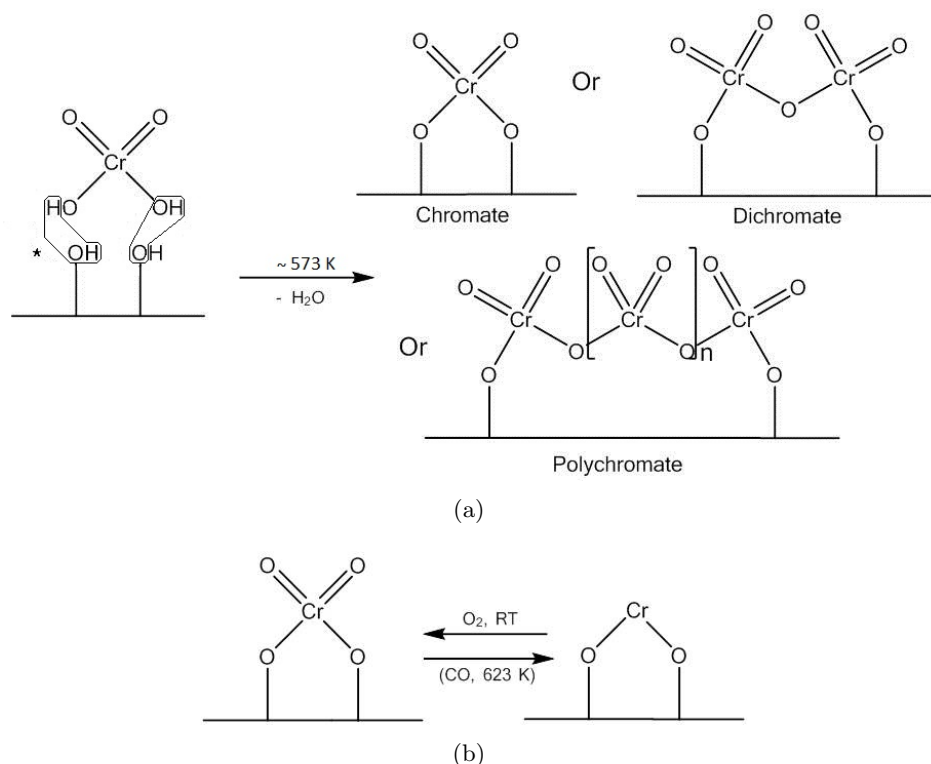 O O
Cr
HO OH
* OH OH
~ 573 K
- H₂O
O O
Cr
O O
Chromate
Or
O O O O
Cr Cr
O
O O
Dichromate
Or
O O O O O O
Cr Cr Cr
O O n
O O
Polychromate
(a)
O O
Cr
O O
O₂, RT
(CO, 623 K)
Cr
O O
(b)